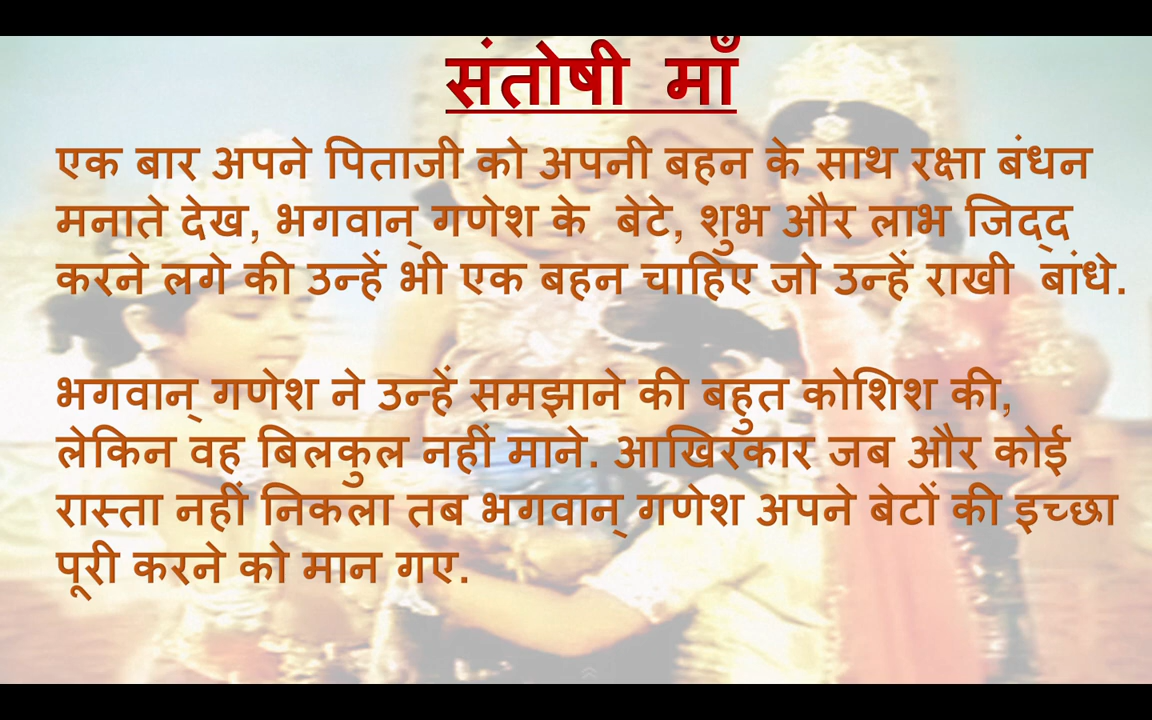 संतोषी माँ
एक बार अपने पिताजी को अपनी बहन के साथ रक्षा बंधन
मनाते देख, भगवान् गणेश के बेटे, शुभ और लाभ जिद्द
करने लगे की उन्हें भी एक बहन चाहिए जो उन्हें राखी बांधे.
भगवान् गणेश ने उन्हें समझाने की बहुत कोशिश की,
लेकिन वह बिलकुल नहीं माने. आखिरकार जब और कोई
रास्ता नहीं निकला तब भगवान् गणेश अपने बेटों की इच्छा
पूरी करने को मान गए.